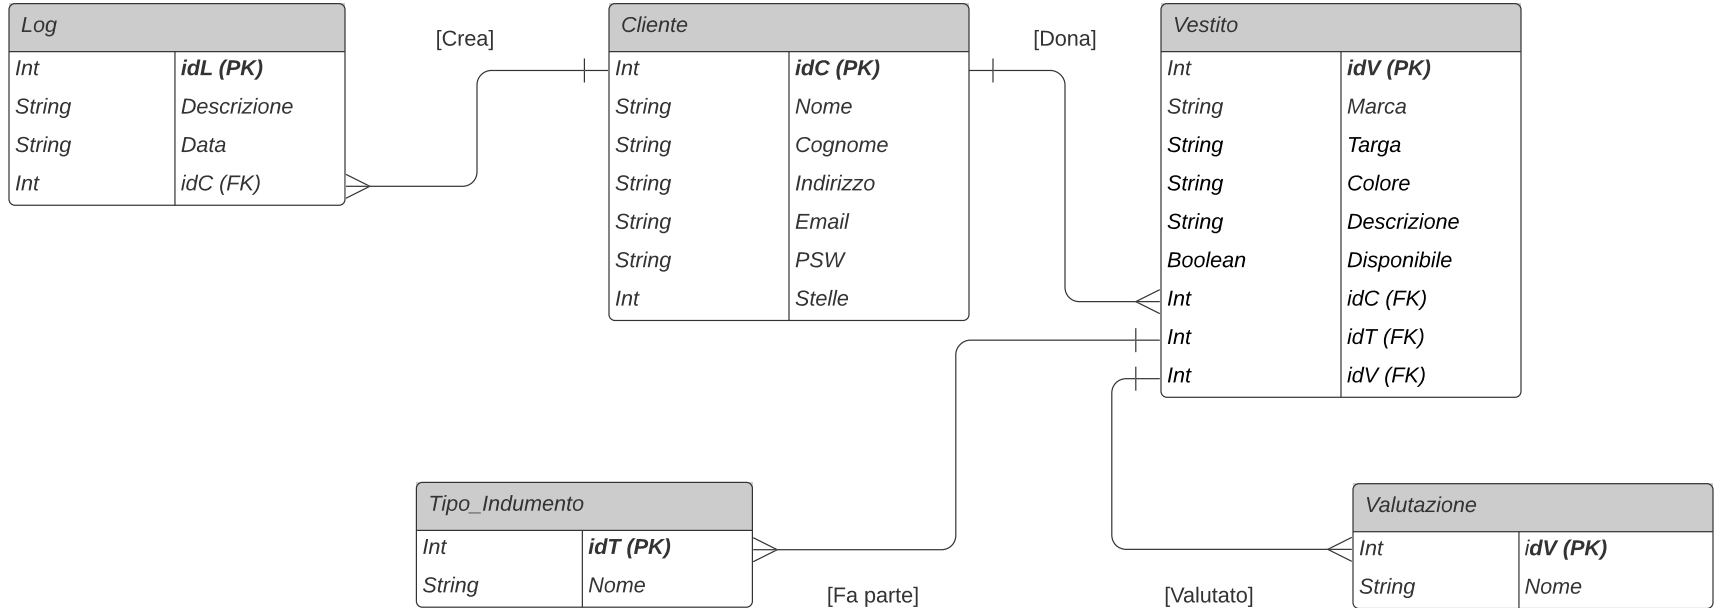 Log
Int idL (PK)
String Descrizione
String Data
Int idC (FK)
[Crea]
Cliente
Int idC (PK)
String Nome
String Cognome
String Indirizzo
String Email
String PSW
Int Stelle
[Dona]
Vestito
Int idV (PK)
String Marca
String Targa
String Colore
String Descrizione
Boolean Disponibile
Int idC (FK)
Int idT (FK)
Int idV (FK)
Tipo_Indumento
Int idT (PK)
String Nome
[Fa parte]
[Valutato]
Valutazione
Int idV (PK)
String Nome